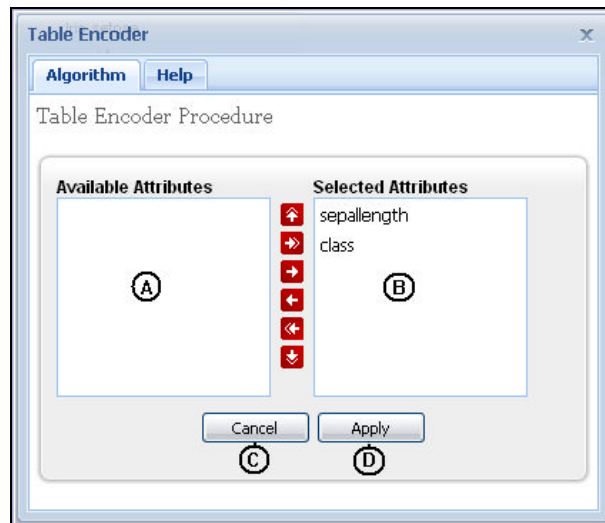 Table Encoder
x
Algorithm Help
Table Encoder Procedure
Available Attributes Selected Attributes
sepallength
class
A B
Cancel Apply
C D